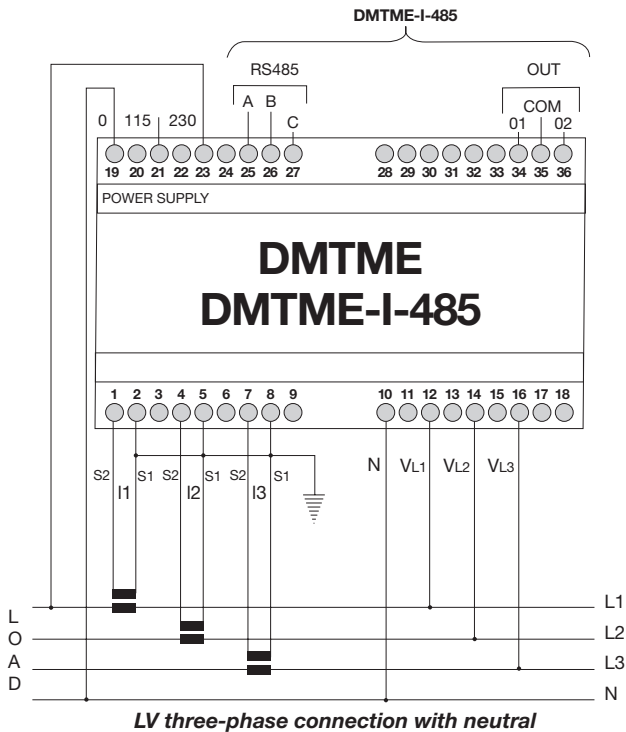 DMTME-I-485
RS485 OUT
A B COM
0 115 230 C 01 02
19 20 21 22 23 24 25 26 27 28 29 30 31 32 33 34 35 36
POWER SUPPLY
DMTME
DMTME-I-485
1 2 3 4 5 6 7 8 9 10 11 12 13 14 15 16 17 18
N VL1 VL2 VL3
S2 S1 S2 S1 S2 S1
I1 I2 I3
L1
L2
L3
N
LOAD
LV three-phase connection with neutral